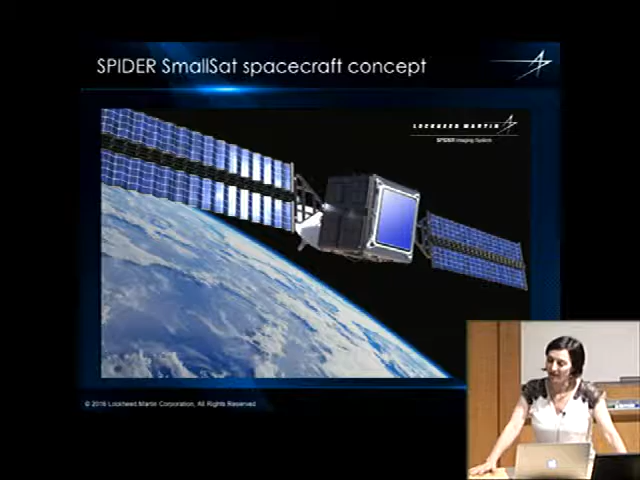 SPIDER SmallSat spacecraft concept
LOCKHEED MARTIN
SPIDER Imaging System
© 2016 Lockheed Martin Corporation, All Rights Reserved